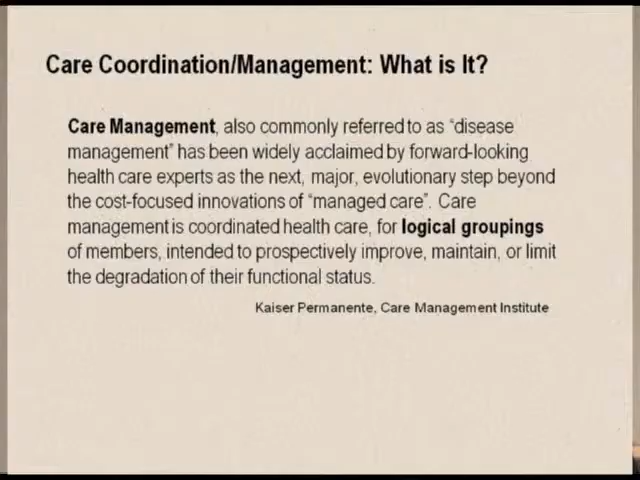 Care Coordination/Management: What is It?
Care Management, also commonly referred to as "disease
management" has been widely acclaimed by forward-looking
health care experts as the next, major, evolutionary step beyond
the cost-focused innovations of "managed care". Care
management is coordinated health care, for logical groupings
of members, intended to prospectively improve, maintain, or limit
the degradation of their functional status.
Kaiser Permanente, Care Management Institute